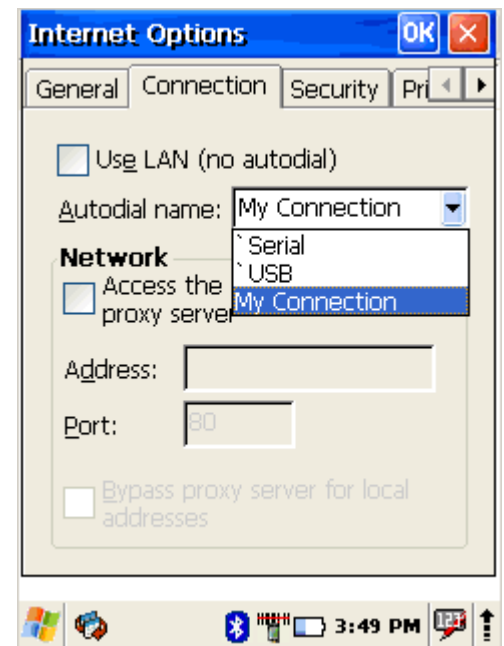 Internet Options OK
General Connection Security Pri
Use LAN (no autodial)
Autodial name: My Connection
`Serial
`USB
My Connection
Network
Access the
proxy server
Address:
Port: 80
Bypass proxy server for local
addresses
3:49 PM